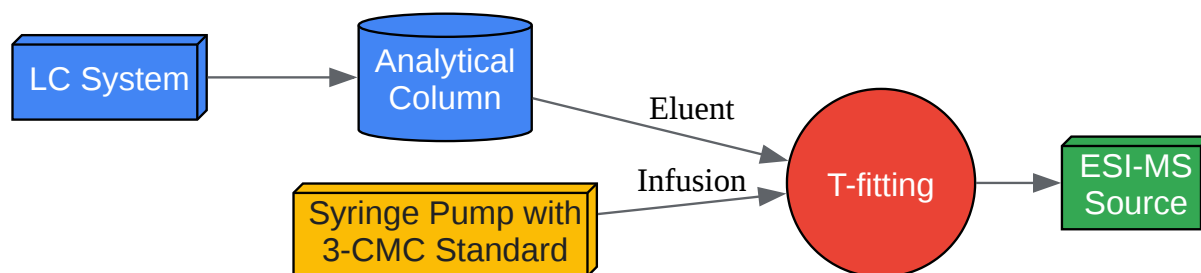 LC System
Analytical
Column
Eluent
Infusion
Syringe Pump with
3-CMC Standard
T-fitting
ESI-MS
Source